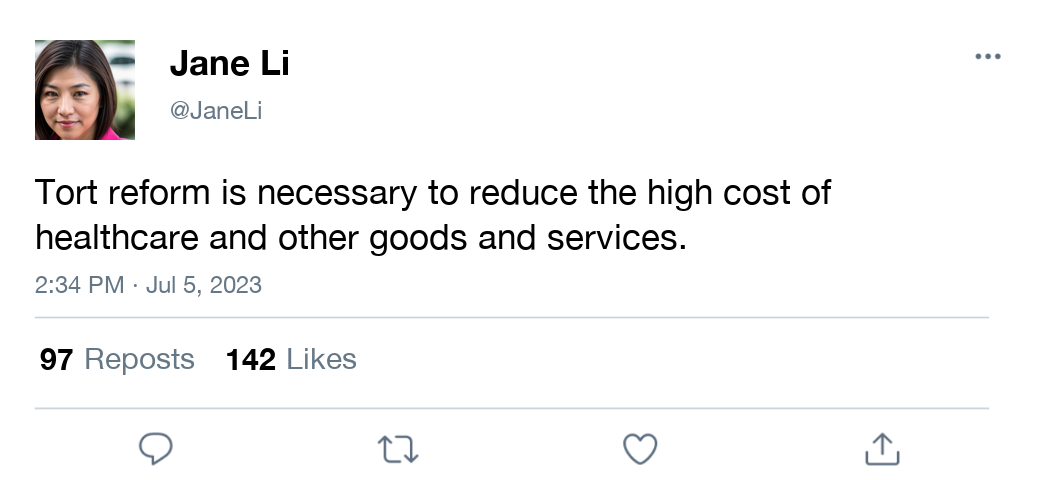 Jane Li
@JaneLi
Tort reform is necessary to reduce the high cost of
healthcare and other goods and services.
2:34 PM · Jul 5, 2023
97 Reposts 142 Likes